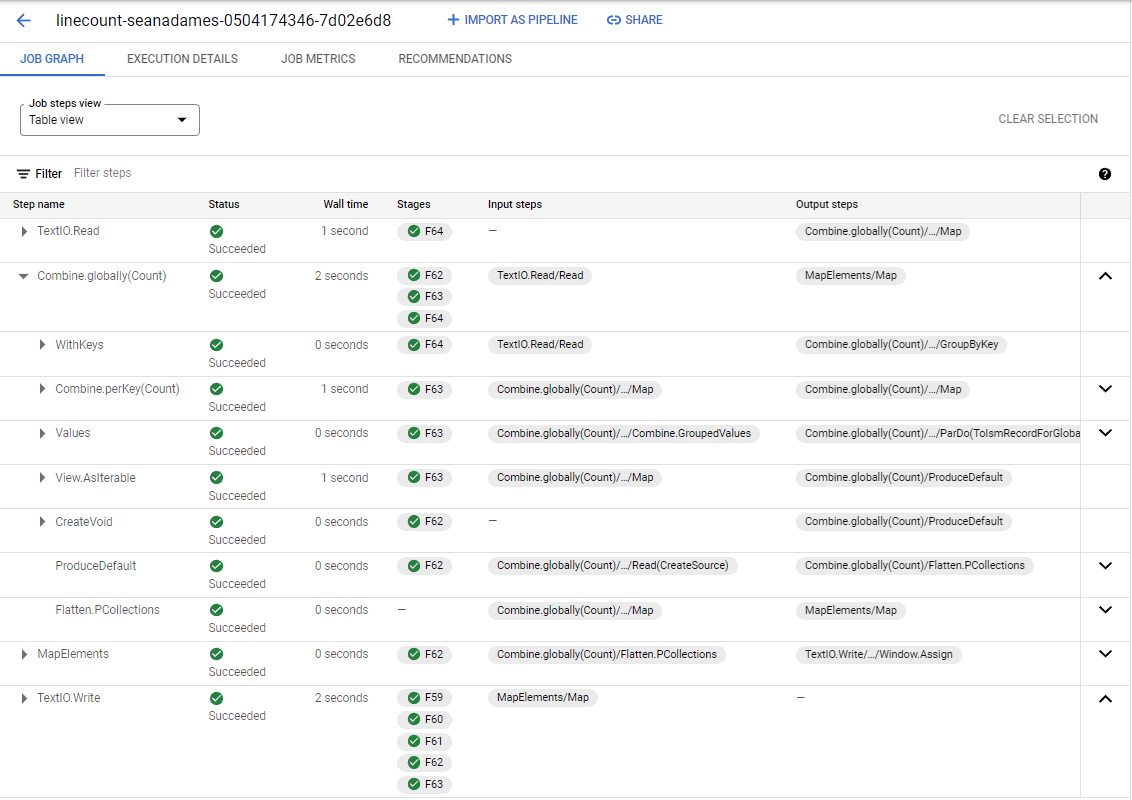 linecount-seanadames-0504174346-7d02e6d8 IMPORT AS PIPELINE SHARE
JOB GRAPH EXECUTION DETAILS JOB METRICS RECOMMENDATIONS
Job steps view
Table view CLEAR SELECTION
Filter Filter steps
Step name Status Wall time Stages Input steps Output steps
TextIO.Read 1 second F64 – Combine.globally(Count)/.../Map
Succeeded
Combine.globally(Count) 2 seconds F62 TextIO.Read/Read MapElements/Map
Succeeded F63
F64
WithKeys 0 seconds F64 TextIO.Read/Read Combine.globally(Count)/.../GroupByKey
Succeeded
Combine.perKey(Count) 1 second F63 Combine.globally(Count)/.../Map Combine.globally(Count)/.../Map
Succeeded
Values 0 seconds F63 Combine.globally(Count)/.../Combine.GroupedValues Combine.globally(Count)/.../ParDo(ToIsmRecordForGloba
Succeeded
View.AsIterable 1 second F63 Combine.globally(Count)/.../Map Combine.globally(Count)/ProduceDefault
Succeeded
CreateVoid 0 seconds F62 – Combine.globally(Count)/ProduceDefault
Succeeded
ProduceDefault 0 seconds F62 Combine.globally(Count)/.../Read(CreateSource) Combine.globally(Count)/Flatten.PCollections
Succeeded
Flatten.PCollections 0 seconds – Combine.globally(Count)/.../Map MapElements/Map
Succeeded
MapElements 0 seconds F62 Combine.globally(Count)/Flatten.PCollections TextIO.Write/.../Window.Assign
Succeeded
TextIO.Write 2 seconds F59 MapElements/Map –
Succeeded F60
F61
F62
F63